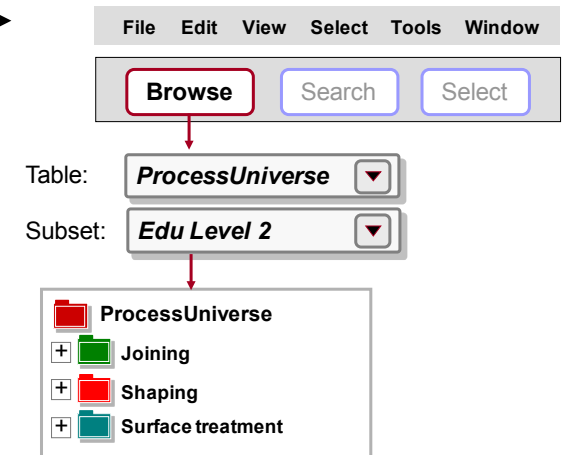 File Edit View Select Tools Window
Browse Search Select
Table: ProcessUniverse
Subset: Edu Level 2
ProcessUniverse
+ Joining
+ Shaping
+ Surface treatment